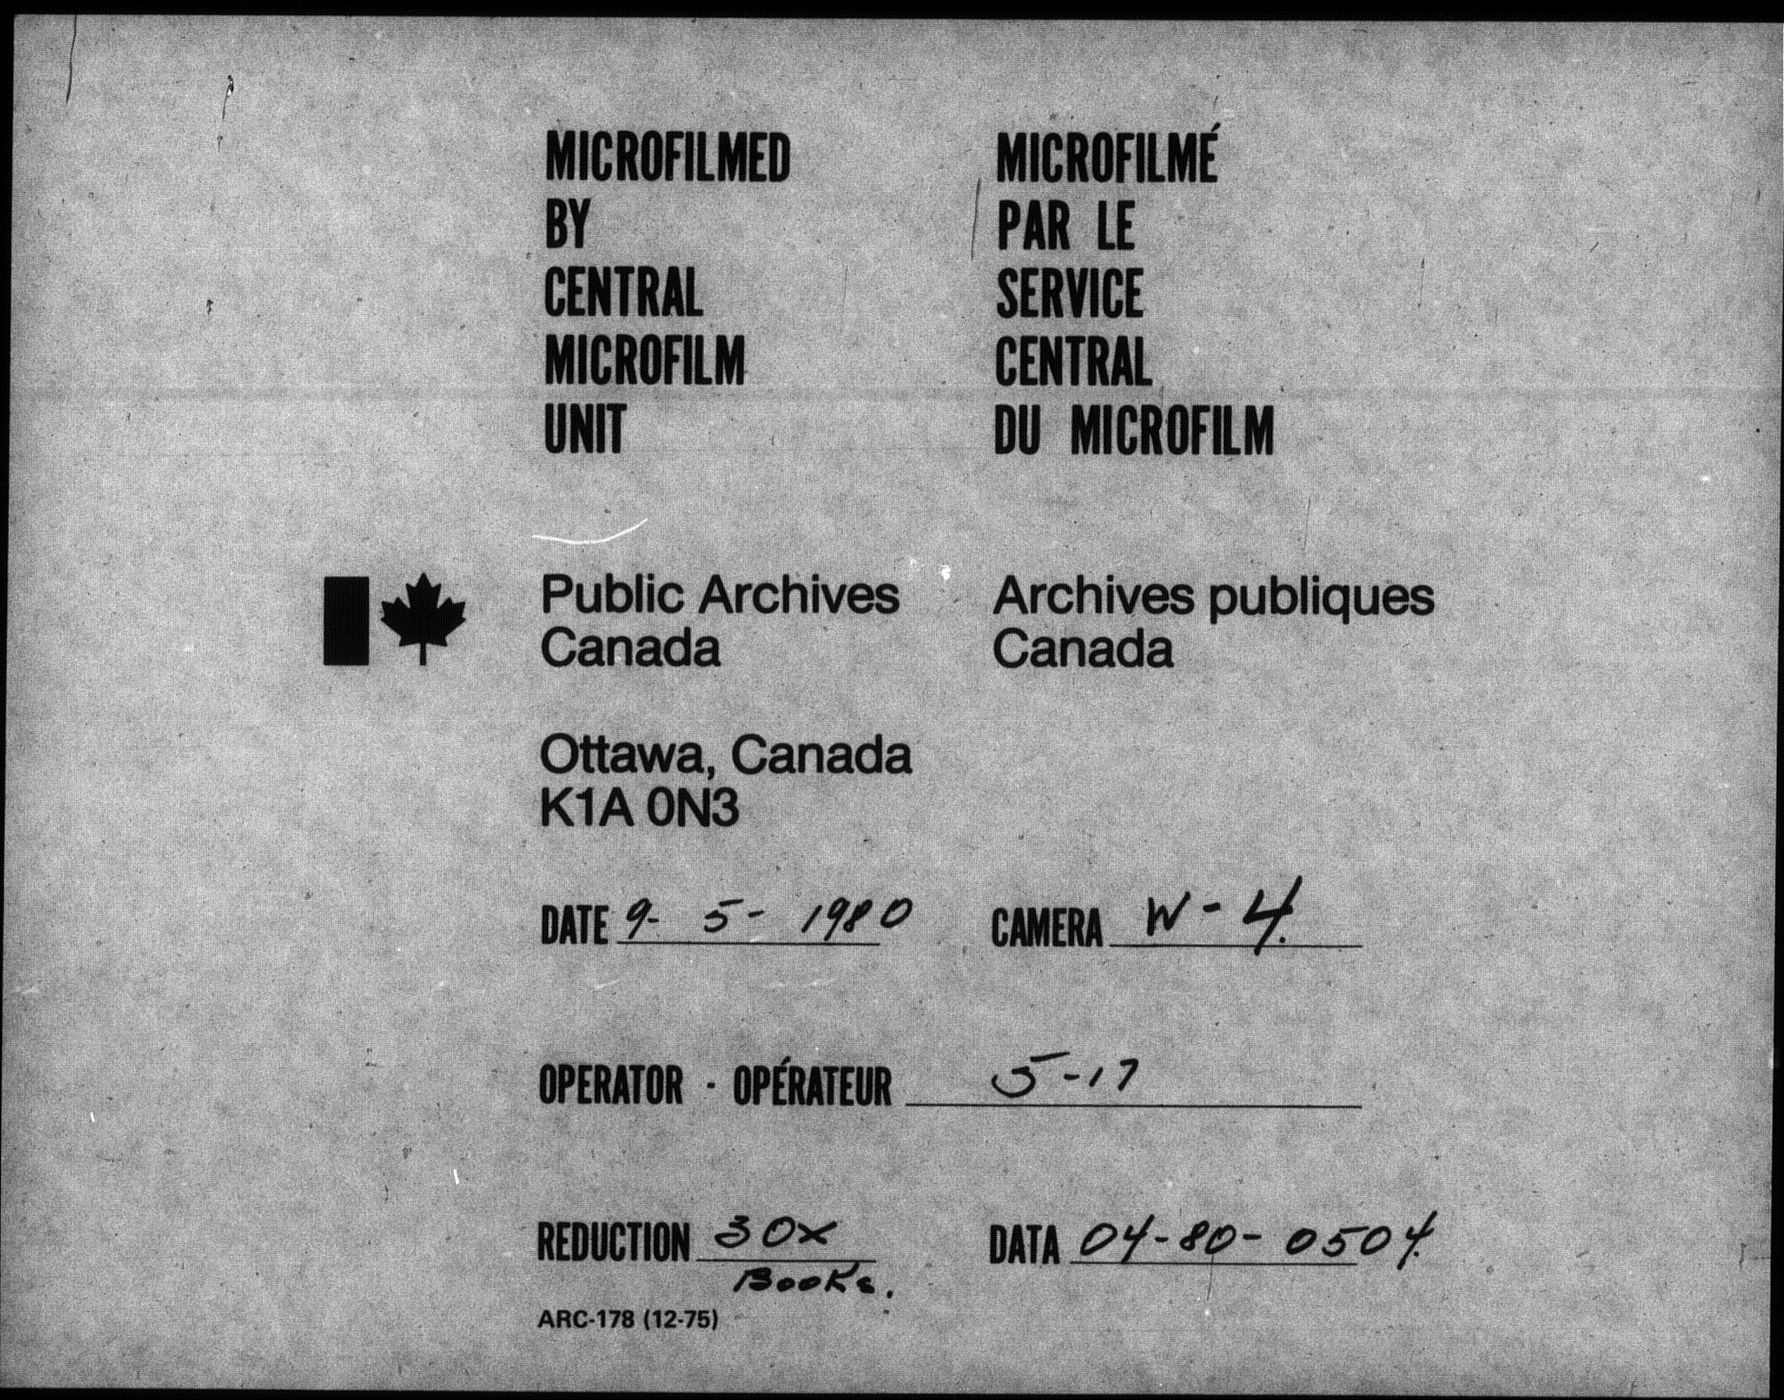 MICROFILMED
BY
CENTRAL
MICROFILM
UNIT
MICROFILMÉ
PAR LE
SERVICE
CENTRAL
DU MICROFILM
Public Archives
Canada
Archives publiques
Canada
Ottawa, Canada
K1A 0N3
DATE 9- 5- 1980
CAMERA W-4.
OPERATOR - OPÉRATEUR 5-17
REDUCTION 30x
Books.
DATA 04-80-0504.
ARC-178 (12-75)